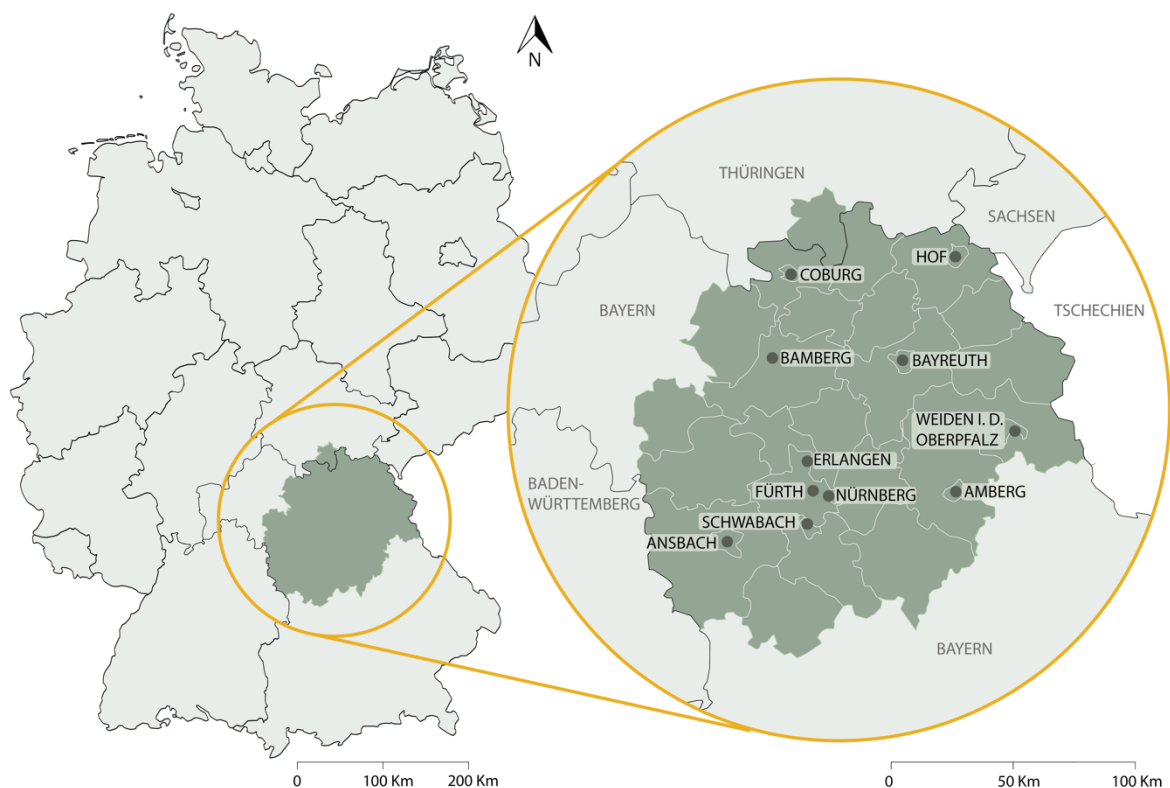 N
THÜRINGEN
SACHSEN
HOF
COBURG
BAYERN
TSCHECHIEN
BAMBERG
BAYREUTH
WEIDEN I. D.
OBERPFALZ
ERLANGEN
BADEN-
WÜRTTEMBERG
FÜRTH
NÜRNBERG
AMBERG
SCHWABACH
ANSBACH
BAYERN
0 100 Km 200 Km
0 50 Km 100 Km